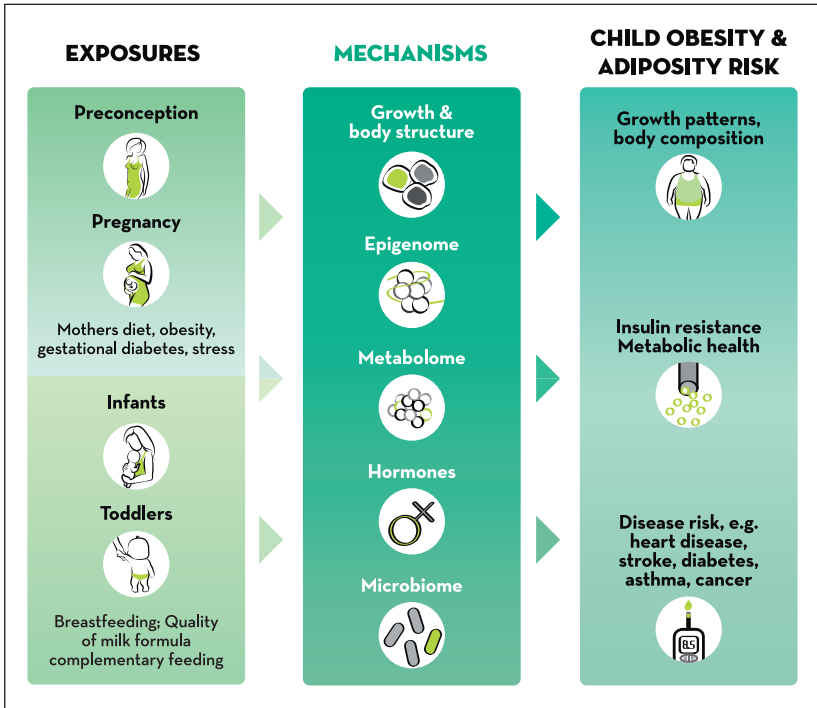 EXPOSURES
Preconception
Pregnancy
Mothers diet, obesity,
gestational diabetes, stress
Infants
Toddlers
Breastfeeding; Quality
of milk formula
complementary feeding
MECHANISMS
Growth &
body structure
Epigenome
Metabolome
Hormones
Microbiome
CHILD OBESITY &
ADIPOSITY RISK
Growth patterns,
body composition
Insulin resistance
Metabolic health
Disease risk, e.g.
heart disease,
stroke, diabetes,
asthma, cancer
8.5